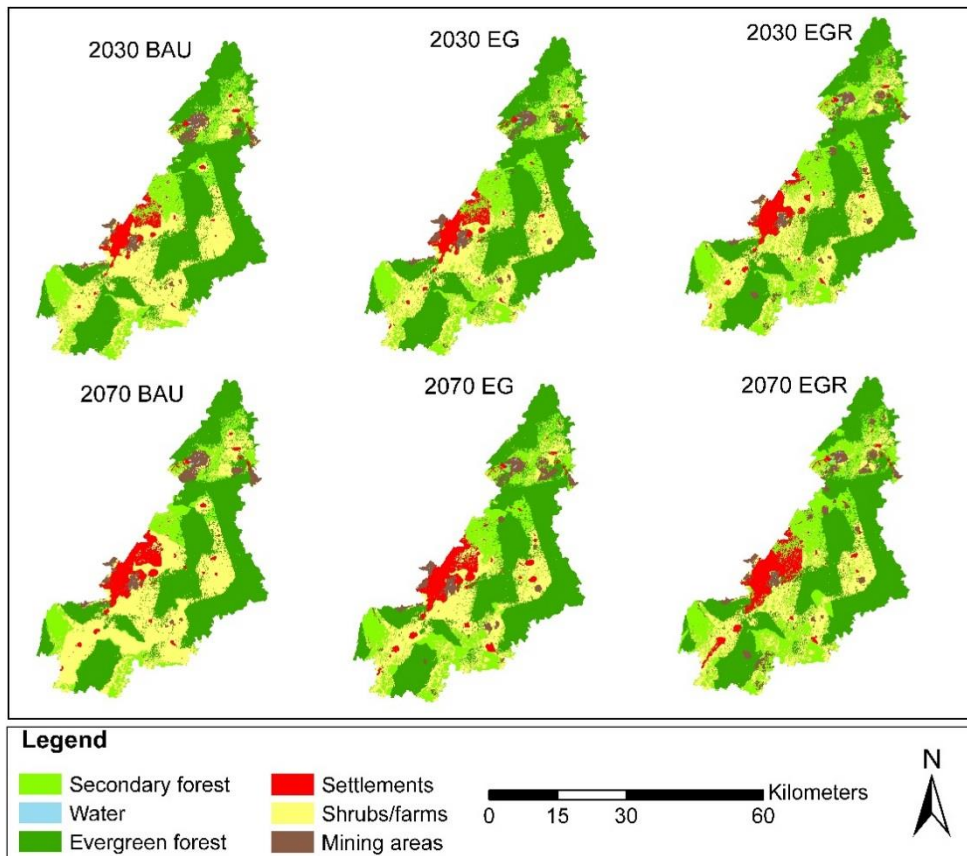 2030 BAU
2030 EG
2030 EGR
2070 BAU
2070 EG
2070 EGR
Legend
Secondary forest
Water
Evergreen forest
Settlements
Shrubs/farms
Mining areas
Kilometers
0 15 30 60
N